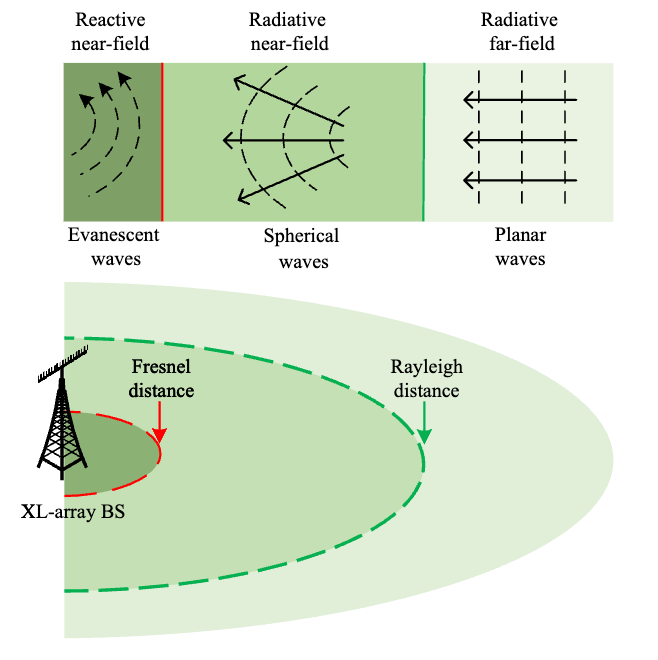 Reactive
near-field
Radiative
near-field
Radiative
far-field
Evanescent
waves
Spherical
waves
Planar
waves
Fresnel
distance
Rayleigh
distance
XL-array BS